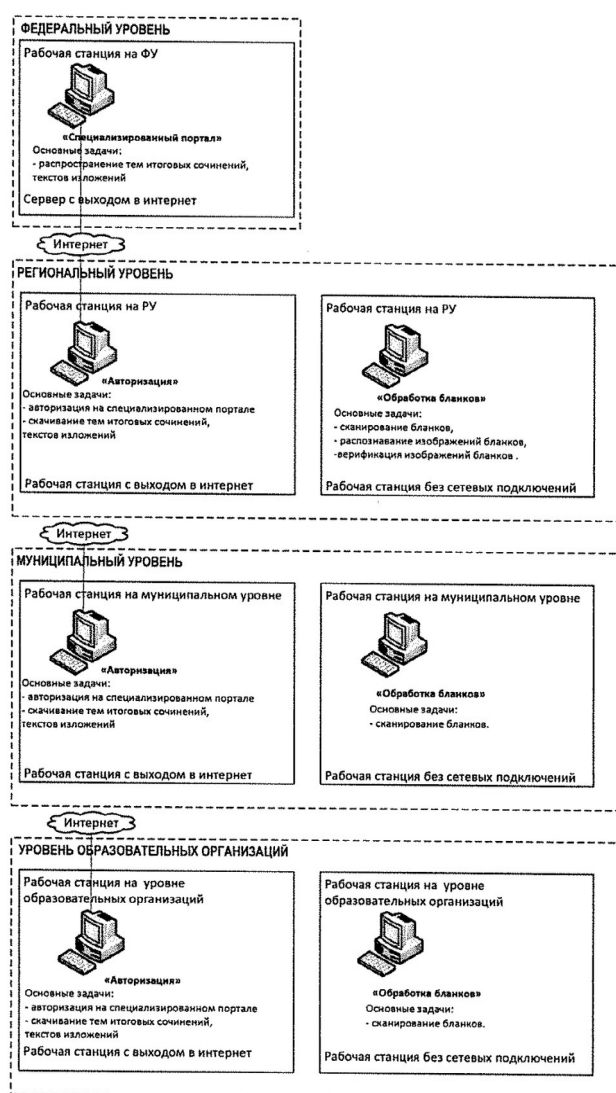 ФЕДЕРАЛЬНЫЙ УРОВЕНЬ
Рабочая станция на ФУ
«Специализированный портал»
Основные задачи:
- распространение тем итоговых сочинений,
текстов изложений
Сервер с выходом в интернет
Интернет
РЕГИОНАЛЬНЫЙ УРОВЕНЬ
Рабочая станция на РУ
«Авторизация»
Основные задачи:
- авторизация на специализированном портале
- скачивание тем итоговых сочинений,
текстов изложений
Рабочая станция с выходом в интернет
Рабочая станция на РУ
«Обработка бланков»
Основные задачи:
- сканирование бланков,
- распознавание изображений бланков,
-верификация изображений бланков .
Рабочая станция без сетевых подключений
Интернет
МУНИЦИПАЛЬНЫЙ УРОВЕНЬ
Рабочая станция на муниципальном уровне
«Авторизация»
Основные задачи:
- авторизация на специализированном портале
- скачивание тем итоговых сочинений,
текстов изложений
Рабочая станция с выходом в интернет
Рабочая станция на муниципальном уровне
«Обработка бланков»
Основные задачи:
- сканирование бланков.
Рабочая станция без сетевых подключений
Интернет
УРОВЕНЬ ОБРАЗОВАТЕЛЬНЫХ ОРГАНИЗАЦИЙ
Рабочая станция на уровне
образовательных организаций
«Авторизация»
Основные задачи:
- авторизация на специализированном портале
- скачивание тем итоговых сочинений,
текстов изложений
Рабочая станция с выходом в интернет
Рабочая станция на уровне
образовательных организаций
«Обработка бланков»
Основные задачи:
- сканирование бланков.
Рабочая станция без сетевых подключений